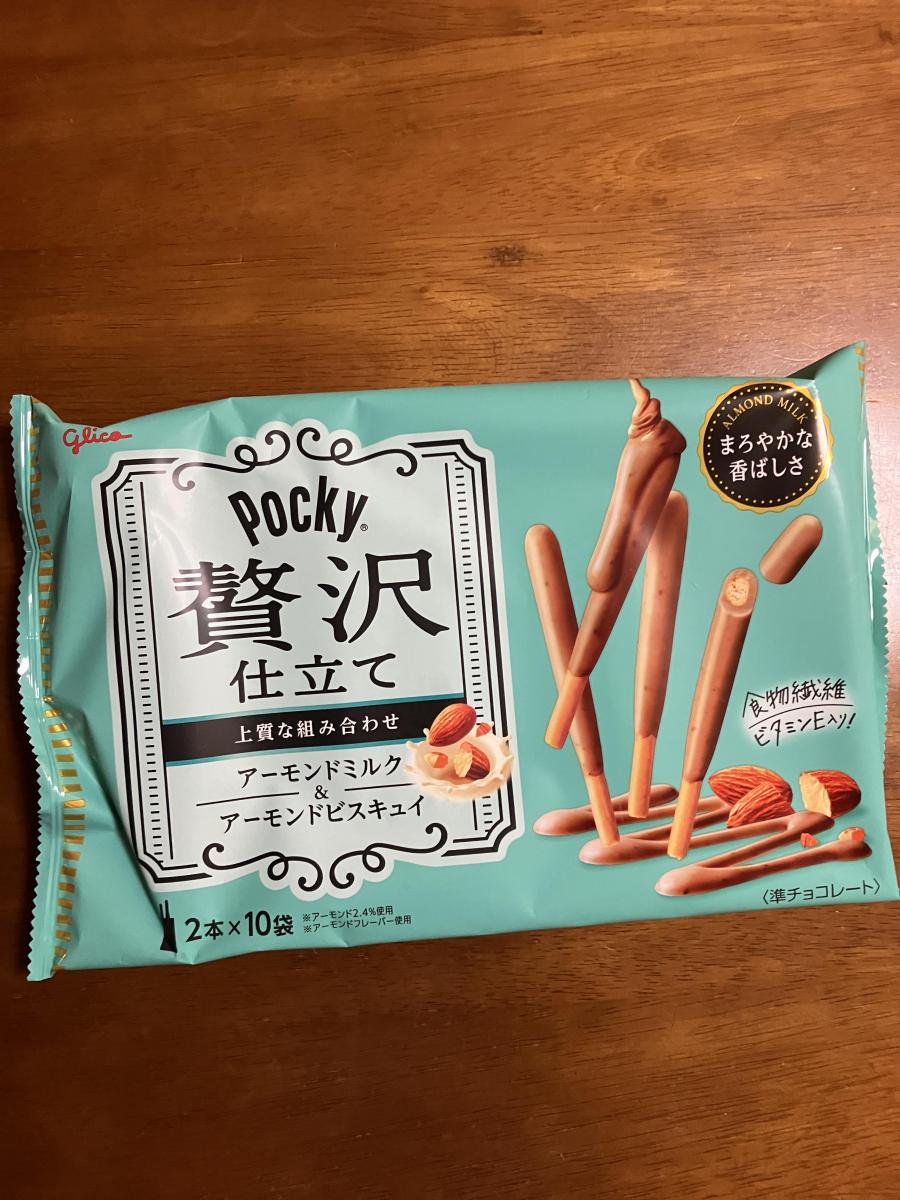 Glico
Pocky®
贅沢
仕立て
上質な組み合わせ
アーモンドミルク
&
アーモンドビスキュイ
2本×10袋
※アーモンド2.4%使用
※アーモンドフレーバー使用
ALMOND MILK
まろやかな
香ばしさ
食物繊維
ビタミンE入り!
〈準チョコレート〉